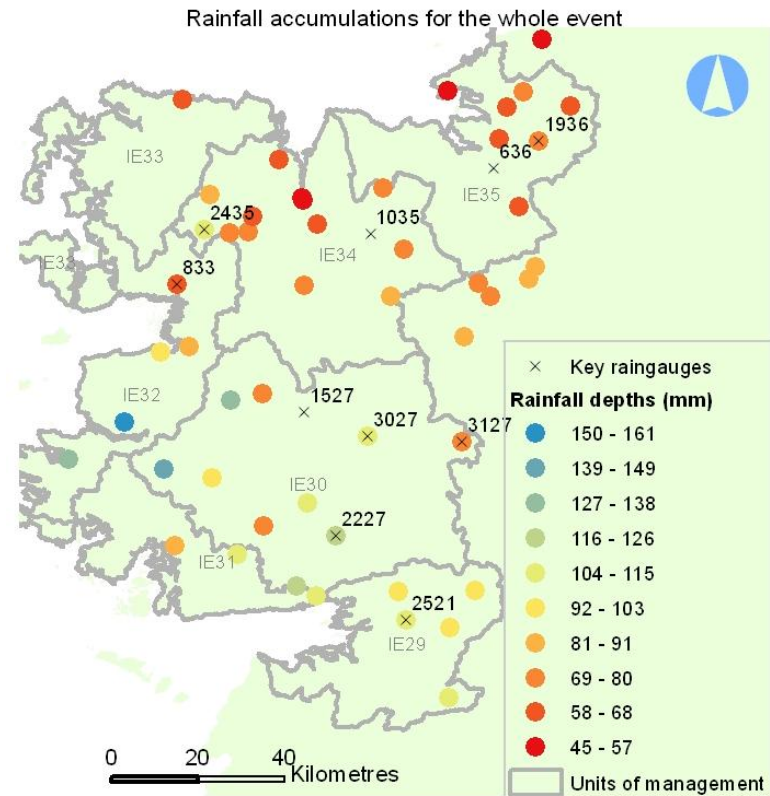 Rainfall accumulations for the whole event
1936
IE33
636
IE35
2435
1035
IE33
IE34
833
IE32
1527
3027
3127
IE30
2227
IE31
2521
IE29
Key raingauges
Rainfall depths (mm)
150 - 161
139 - 149
127 - 138
116 - 126
104 - 115
92 - 103
81 - 91
69 - 80
58 - 68
45 - 57
Units of management
0 20 40
Kilometres